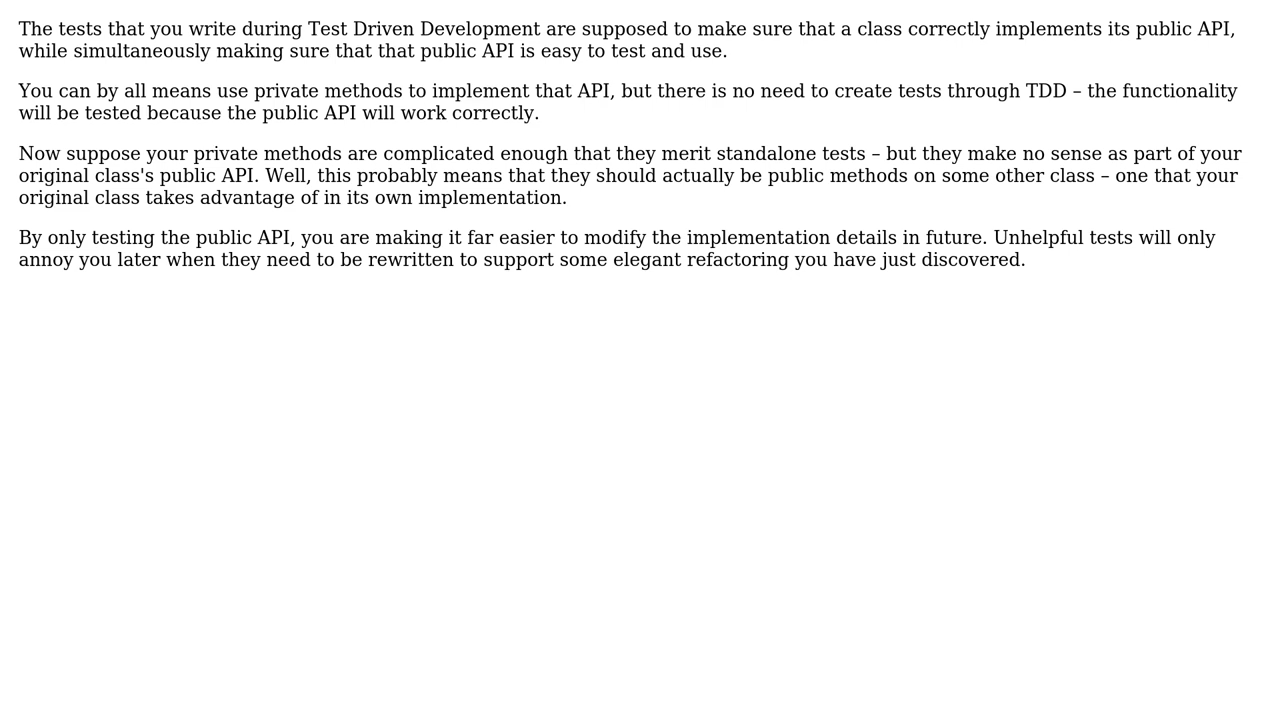 The tests that you write during Test Driven Development are supposed to make sure that a class correctly implements its public API,
while simultaneously making sure that that public API is easy to test and use.
You can by all means use private methods to implement that API, but there is no need to create tests through TDD – the functionality
will be tested because the public API will work correctly.
Now suppose your private methods are complicated enough that they merit standalone tests – but they make no sense as part of your
original class's public API. Well, this probably means that they should actually be public methods on some other class – one that your
original class takes advantage of in its own implementation.
By only testing the public API, you are making it far easier to modify the implementation details in future. Unhelpful tests will only
annoy you later when they need to be rewritten to support some elegant refactoring you have just discovered.